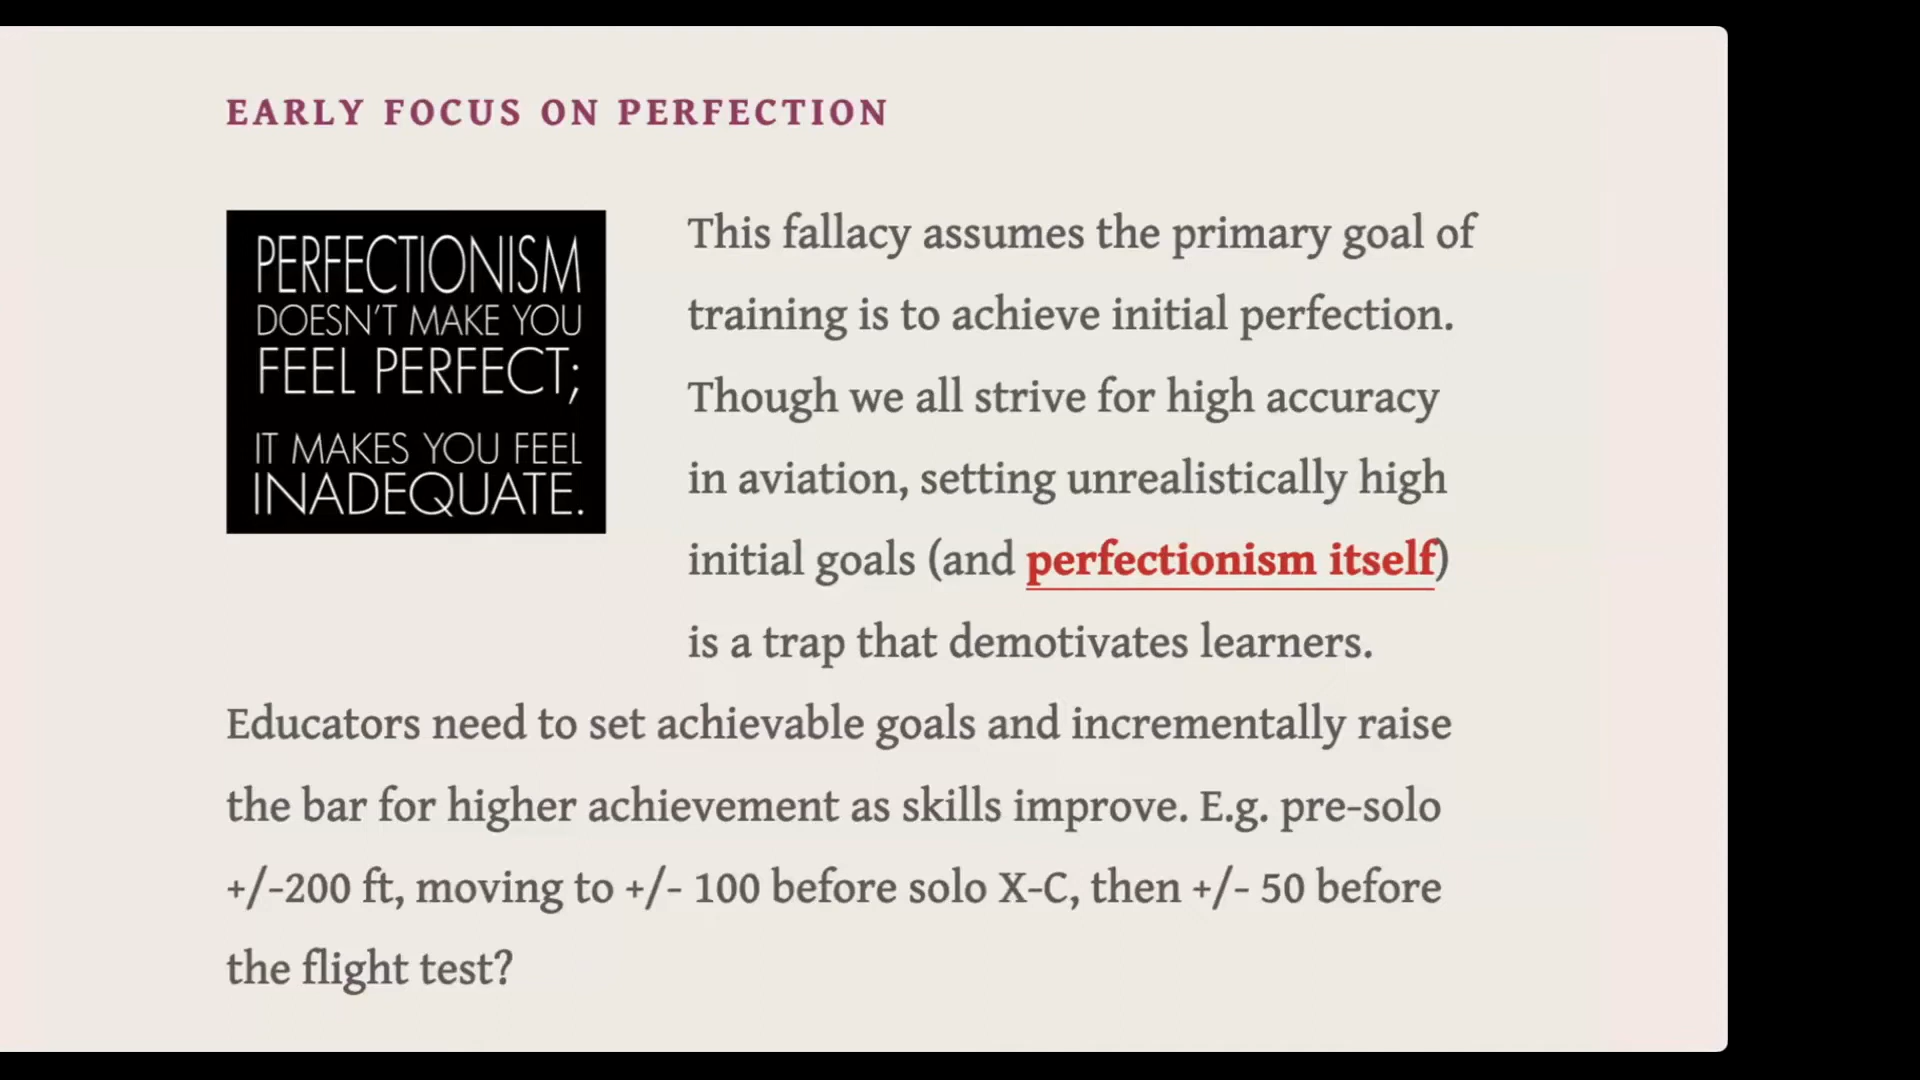 EARLY FOCUS ON PERFECTION
PERFECTIONISM
DOESN'T MAKE YOU
FEEL PERFECT;
IT MAKES YOU FEEL
INADEQUATE.
This fallacy assumes the primary goal of
training is to achieve initial perfection.
Though we all strive for high accuracy
in aviation, setting unrealistically high
initial goals (and perfectionism itself)
is a trap that demotivates learners.
Educators need to set achievable goals and incrementally raise
the bar for higher achievement as skills improve. E.g. pre-solo
+/-200 ft, moving to +/- 100 before solo X-C, then +/- 50 before
the flight test?